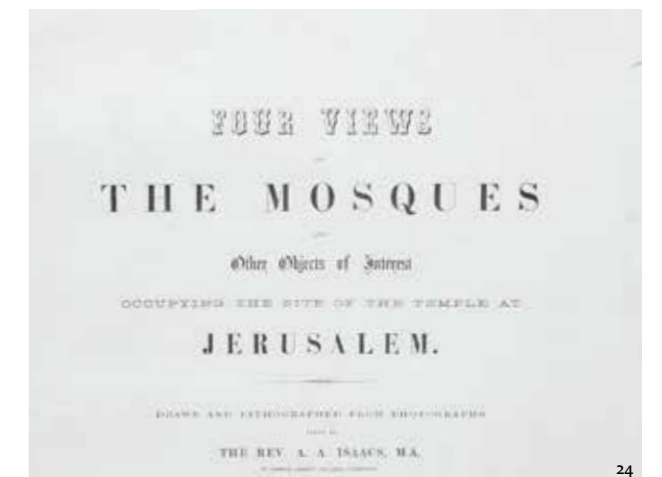 FOUR VIEWS
THE MOSQUES
Other Objects of Interest
OCCUPYING THE SITE OF THE TEMPLE AT
JERUSALEM.
DRAWN AND LITHOGRAPHED FROM PHOTOGRAPHS
THE REV. A. A. ISAACS, M.A.
24